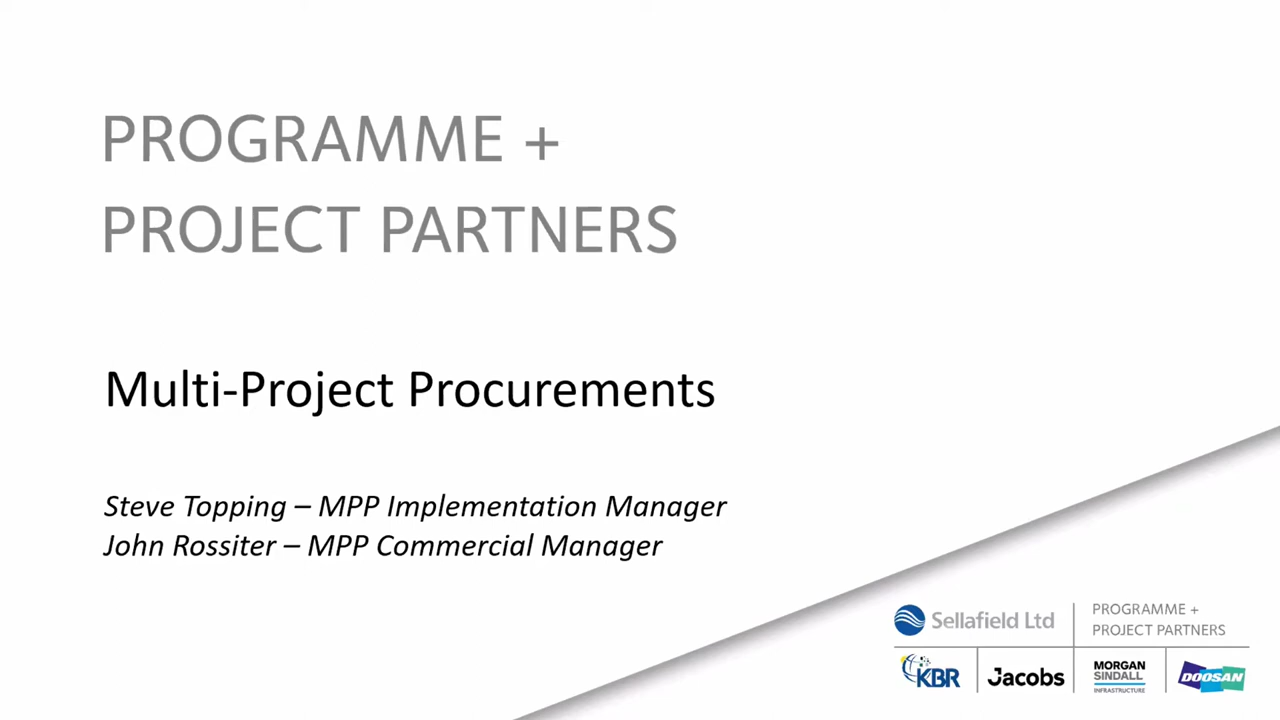 PROGRAMME +
PROJECT PARTNERS
Multi-Project Procurements
Steve Topping – MPP Implementation Manager
John Rossiter – MPP Commercial Manager
Sellafield Ltd
PROGRAMME +
PROJECT PARTNERS
KBR
Jacobs
MORGAN
SINDALL
INFRASTRUCTURE
DOOSAN